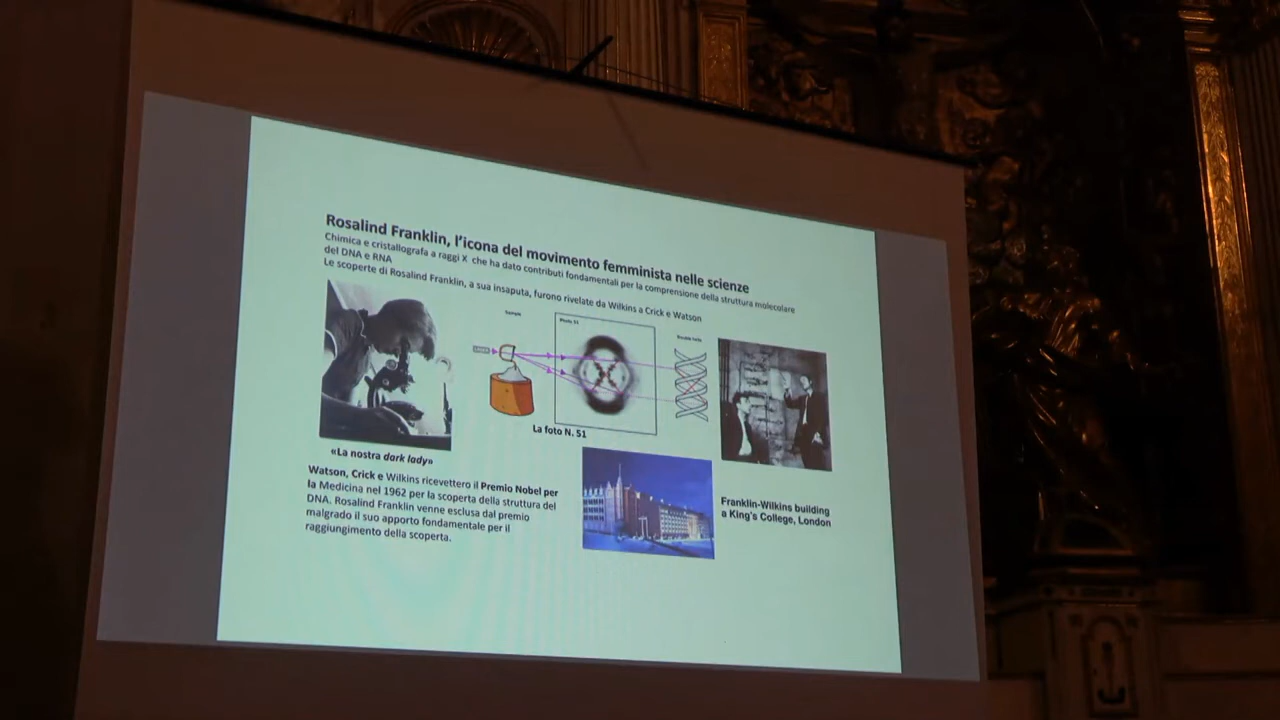 Rosalind Franklin, l'icona del movimento femminista nelle scienze
Chimica e cristallografa a raggi X che ha dato contributi fondamentali per la comprensione della struttura molecolare
del DNA e RNA
Le scoperte di Rosalind Franklin, a sua insaputa, furono rivelate da Wilkins a Crick e Watson
Photo 51
La foto N. 51
«La nostra dark lady»
Watson, Crick e Wilkins ricevettero il Premio Nobel per
la Medicina nel 1962 per la scoperta della struttura del
DNA. Rosalind Franklin venne esclusa dal premio
malgrado il suo apporto fondamentale per il
raggiungimento della scoperta.
Franklin-Wilkins building
a King's College, London